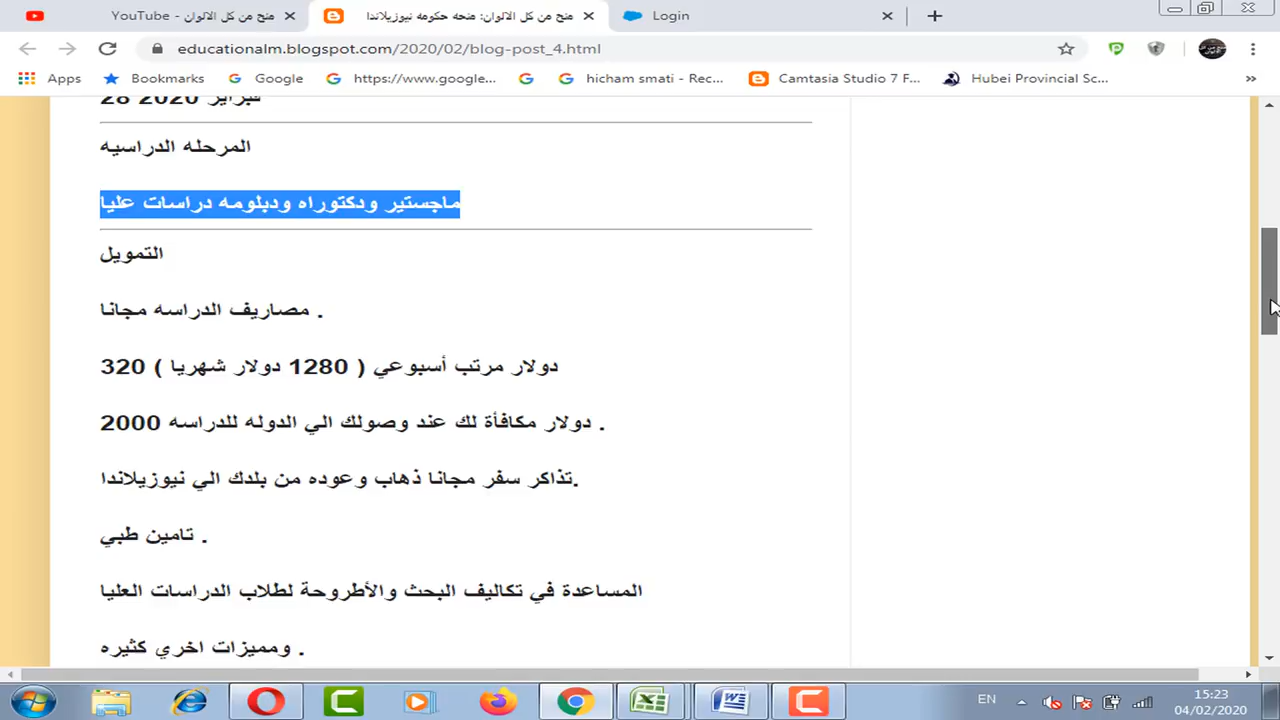 منح من كل الالوان - YouTube
منح من كل الالوان: منحه حكومه نيوزيلاندا
Login
educationalm.blogspot.com/2020/02/blog-post_4.html
Apps
Bookmarks
Google
https://www.google...
hicham smati - Rec...
Camtasia Studio 7 F...
Hubei Provincial Sc...
»
28 فبراير 2020
المرحله الدراسيه
ماجستير ودكتوراه ودبلومه دراسات عليا
التمويل
مصاريف الدراسه مجانا .
320 دولار مرتب أسبوعي ( 1280 دولار شهريا )
2000 دولار مكافأة لك عند وصولك الي الدوله للدراسه .
تذاكر سفر مجانا ذهاب وعوده من بلدك الي نيوزيلاندا.
تامين طبي .
المساعدة في تكاليف البحث والأطروحة لطلاب الدراسات العليا
ومميزات اخري كثيره .
EN
15:23
04/02/2020